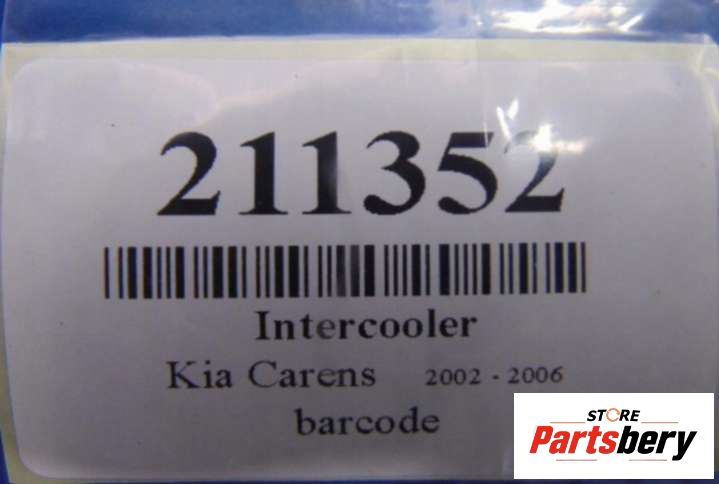 211352
Intercooler
Kia Carens 2002 - 2006
barcode
STORE
Partsbery